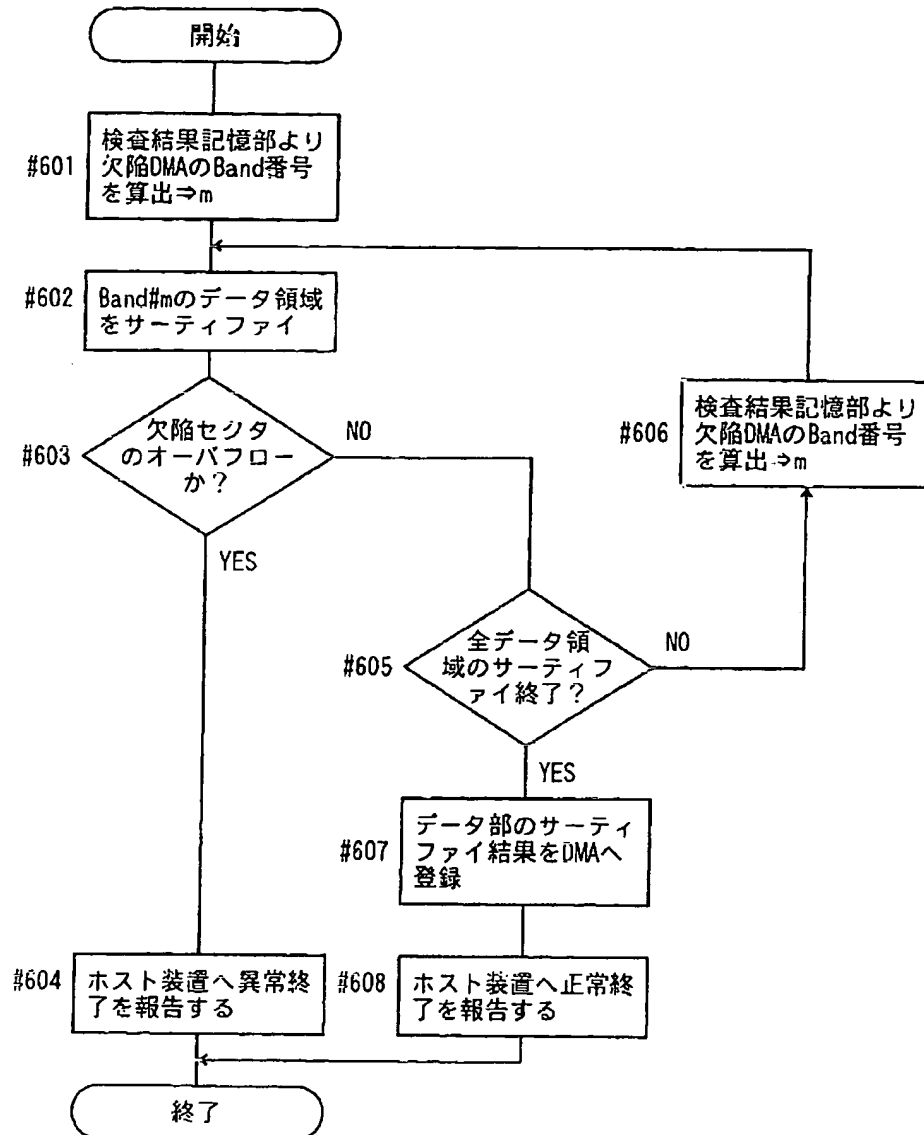 開始
#601
検査結果記憶部より
欠陥DMAのBand番号
を算出⇒m
#602
Band#mのデータ領域
をサーティファイ
#603
欠陥セクタ
のオーバフロー
か?
NO
YES
#606
検査結果記憶部より
欠陥DMAのBand番号
を算出⇒m
#605
全データ領
域のサーティフ
ァイ終了?
NO
YES
#607
データ部のサーティ
ファイ結果をDMAへ
登録
#604
ホスト装置へ異常終
了を報告する
#608
ホスト装置へ正常終
了を報告する
終了